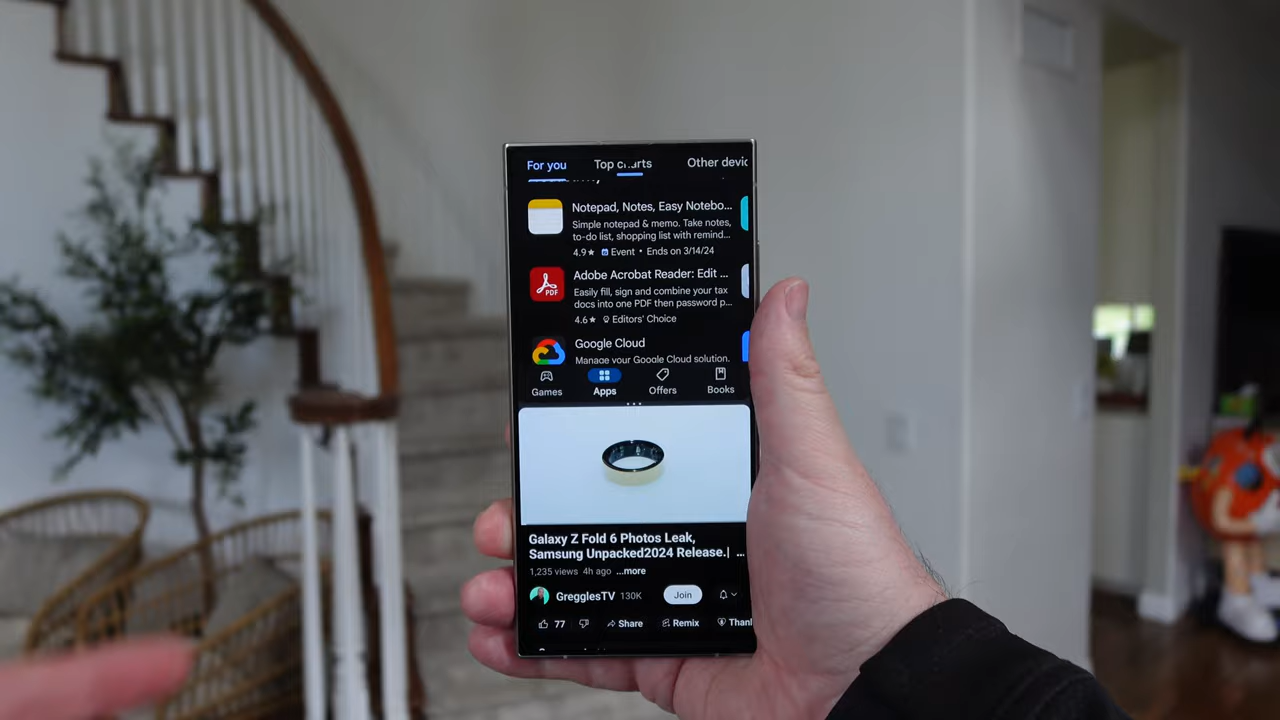 For you Top charts Other devic
Notepad, Notes, Easy Notebo...
Simple notepad & memo. Take notes,
to-do list, shopping list with remind...
4.9★ Event • Ends on 3/14/24
Adobe Acrobat Reader: Edit ...
Easily fill, sign and combine your tax
docs into one PDF then password p...
PDF
4.6★ Editors' Choice
Google Cloud
Manage your Google Cloud solution.
Games Apps Offers Books
Galaxy Z Fold 6 Photos Leak,
Samsung Unpacked2024 Release.| ...
1,235 views 4h ago ...more
GregglesTV 130K Join
77 Share Remix Thank